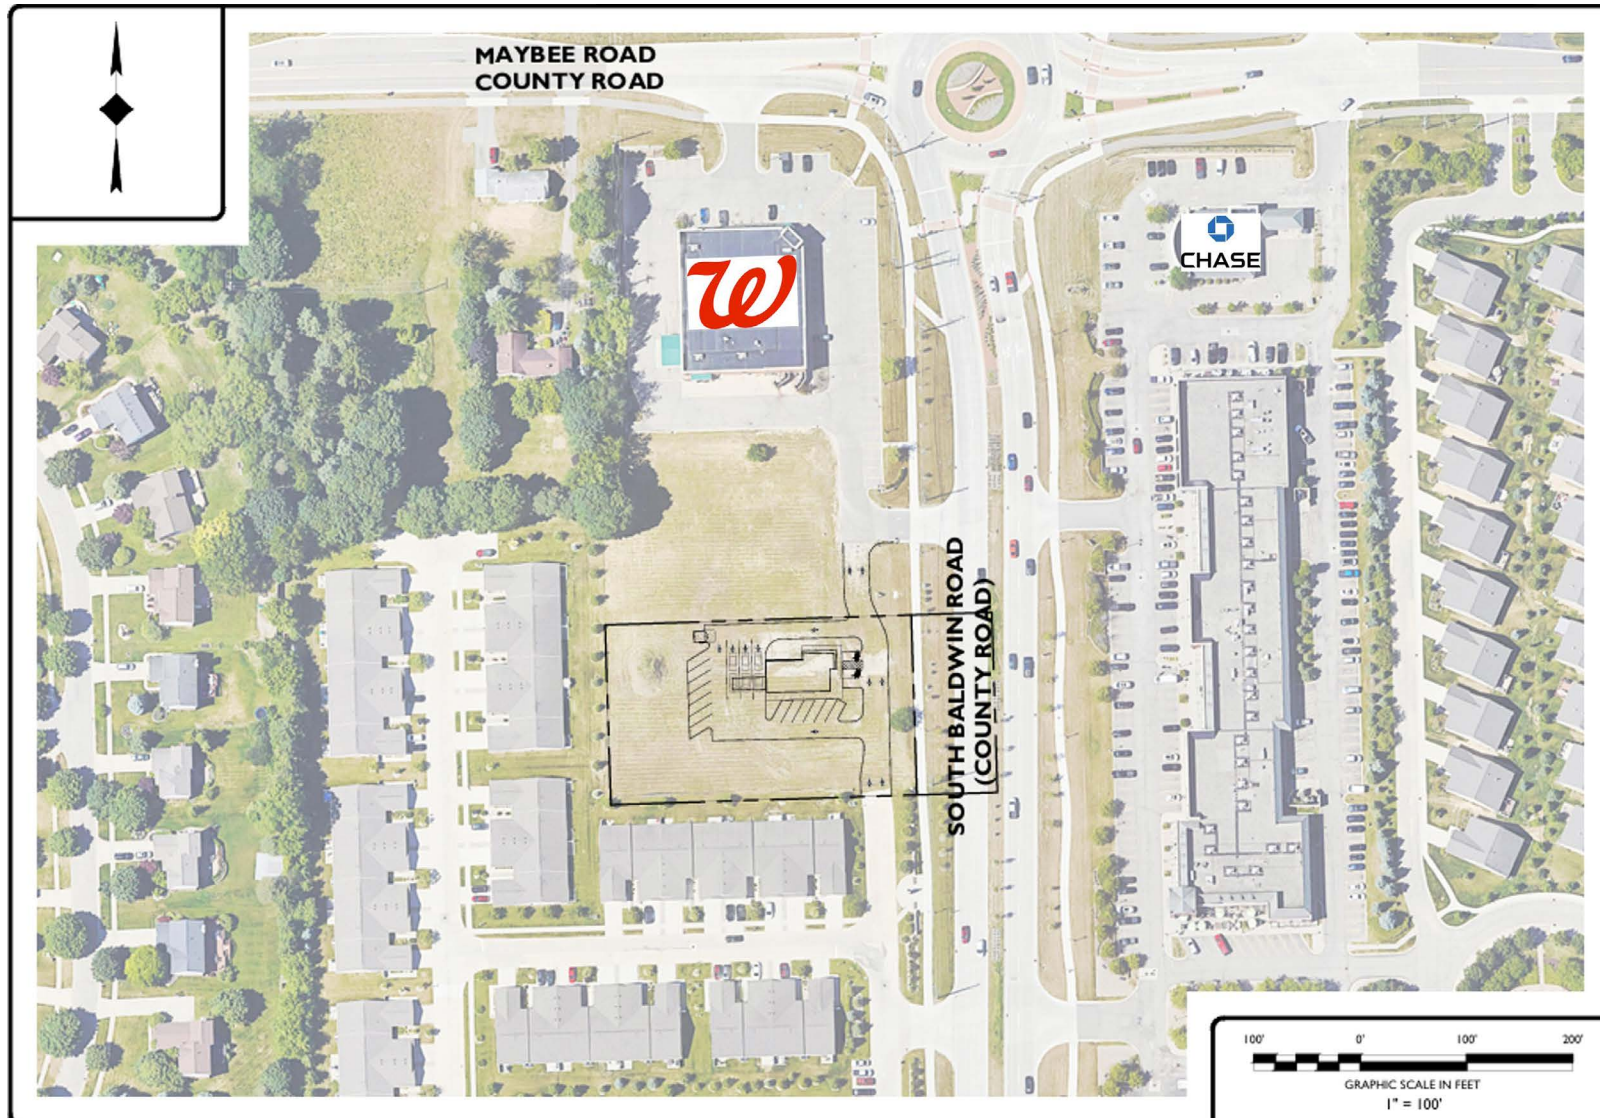 MAYBEE ROAD
COUNTY ROAD
W
CHASE
SOUTH BALDWIN ROAD
(COUNTY ROAD)
100' 0' 100' 200'
GRAPHIC SCALE IN FEET
1" = 100'